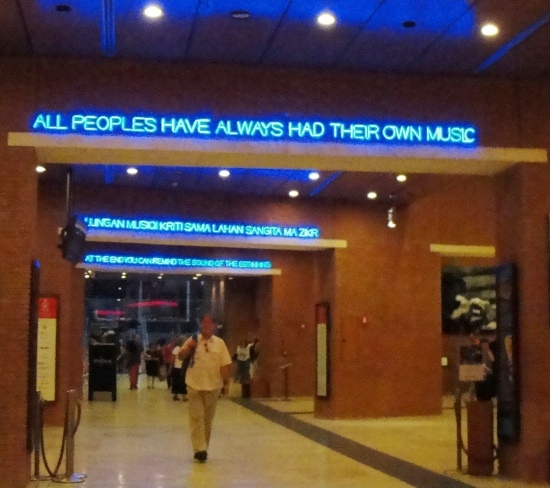 ALL PEOPLES HAVE ALWAYS HAD THEIR OWN MUSIC
MUSIQI KRITI SAMA LAHAN SANGITA MA ZIKR
AT THE END YOU CAN REMIND THE SOUND OF THE BEGINNING